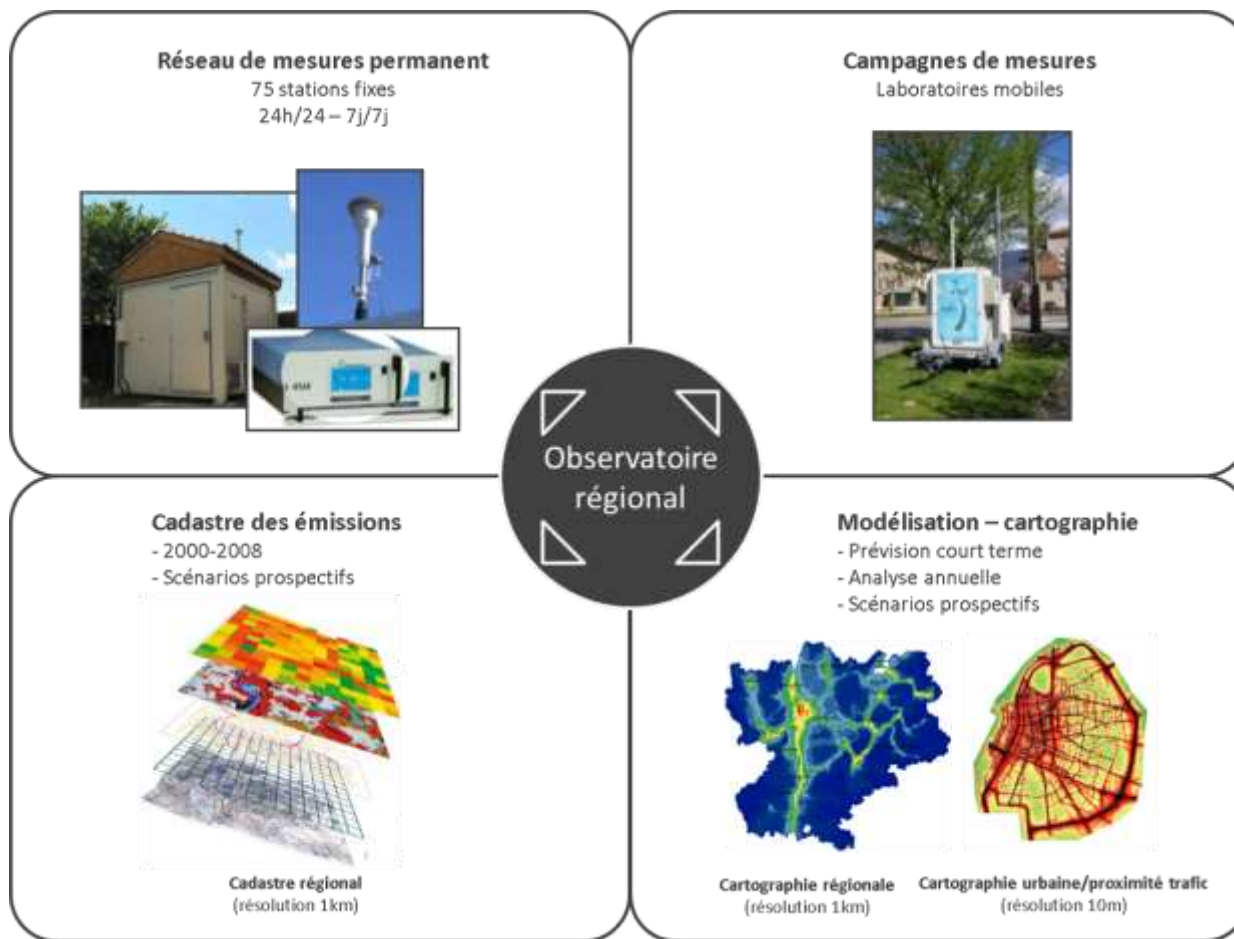 Réseau de mesures permanent
75 stations fixes
24h/24 – 7j/7j
Campagnes de mesures
Laboratoires mobiles
Observatoire
régional
Cadastre des émissions
- 2000-2008
- Scénarios prospectifs
Modélisation – cartographie
- Prévision court terme
- Analyse annuelle
- Scénarios prospectifs
Cadastre régional
(résolution 1km)
Cartographie régionale
(résolution 1km)
Cartographie urbaine/proximité trafic
(résolution 10m)